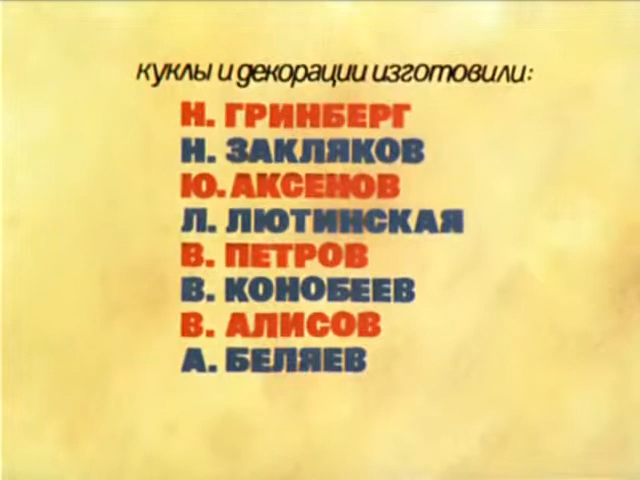 куклы и декорации изготовили:
Н. ГРИНБЕРГ
Н. ЗАКЛЯКОВ
Ю. АКСЕНОВ
Л. ЛЮТИНСКАЯ
В. ПЕТРОВ
В. КОНОБЕЕВ
В. АЛИСОВ
А. БЕЛЯЕВ